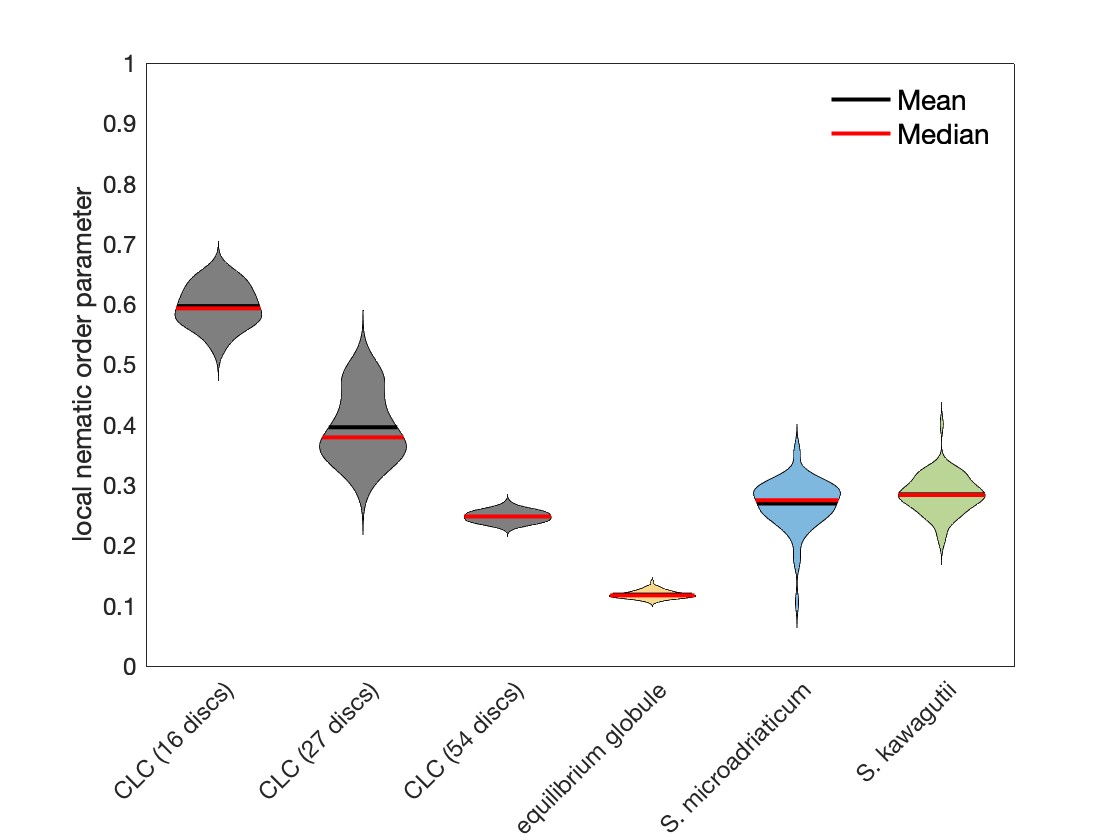 Mean
Median
local nematic order parameter
1
0.9
0.8
0.7
0.6
0.5
0.4
0.3
0.2
0.1
0
CLC (16 discs)
CLC (27 discs)
CLC (54 discs)
equilibrium globule
S. microadriaticum
S. kawagutii